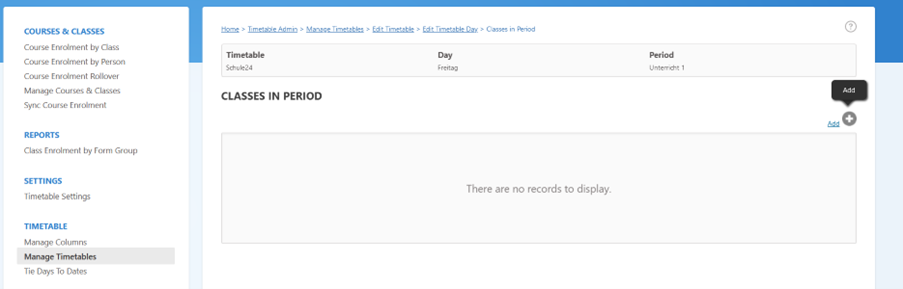 COURSES & CLASSES
Course Enrolment by Class
Course Enrolment by Person
Course Enrolment Rollover
Manage Courses & Classes
Sync Course Enrolment
REPORTS
Class Enrolment by Form Group
SETTINGS
Timetable Settings
TIMETABLE
Manage Columns
Manage Timetables
Tie Days To Dates
Home > Timetable Admin > Manage Timetables > Edit Timetable > Edit Timetable Day > Classes in Period
?
Timetable Day Period
Schule24 Freitag Unterricht 1
CLASSES IN PERIOD
Add
Add
There are no records to display.